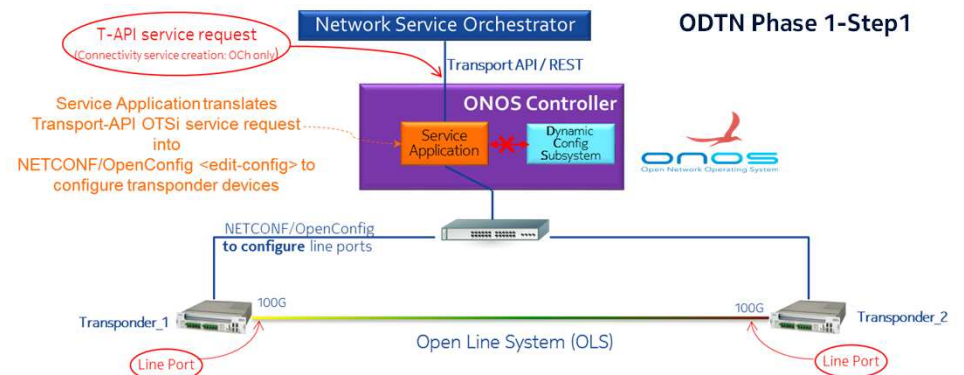 Network Service Orchestrator
ODTN Phase 1-Step1
T-API service request
(Connectivity service creation: OCh only)
Transport API / REST
ONOS Controller
Service Application translates
Transport-API OTSi service request
into
NETCONF/OpenConfig <edit-config> to
configure transponder devices
Service
Application
Dynamic
Config
Subsystem
onos
Open Network Operating System
NETCONF/OpenConfig
to configure line ports
Transponder_1
100G
100G
Transponder_2
Open Line System (OLS)
Line Port
Line Port